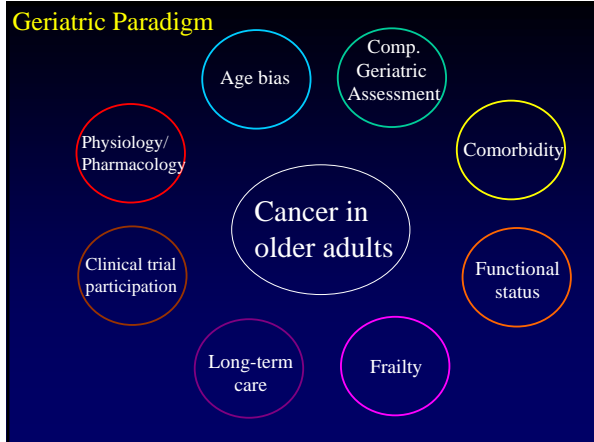 Geriatric Paradigm
Age bias
Comp.
Geriatric
Assessment
Physiology/
Pharmacology
Comorbidity
Cancer in
older adults
Clinical trial
participation
Functional
status
Long-term
care
Frailty